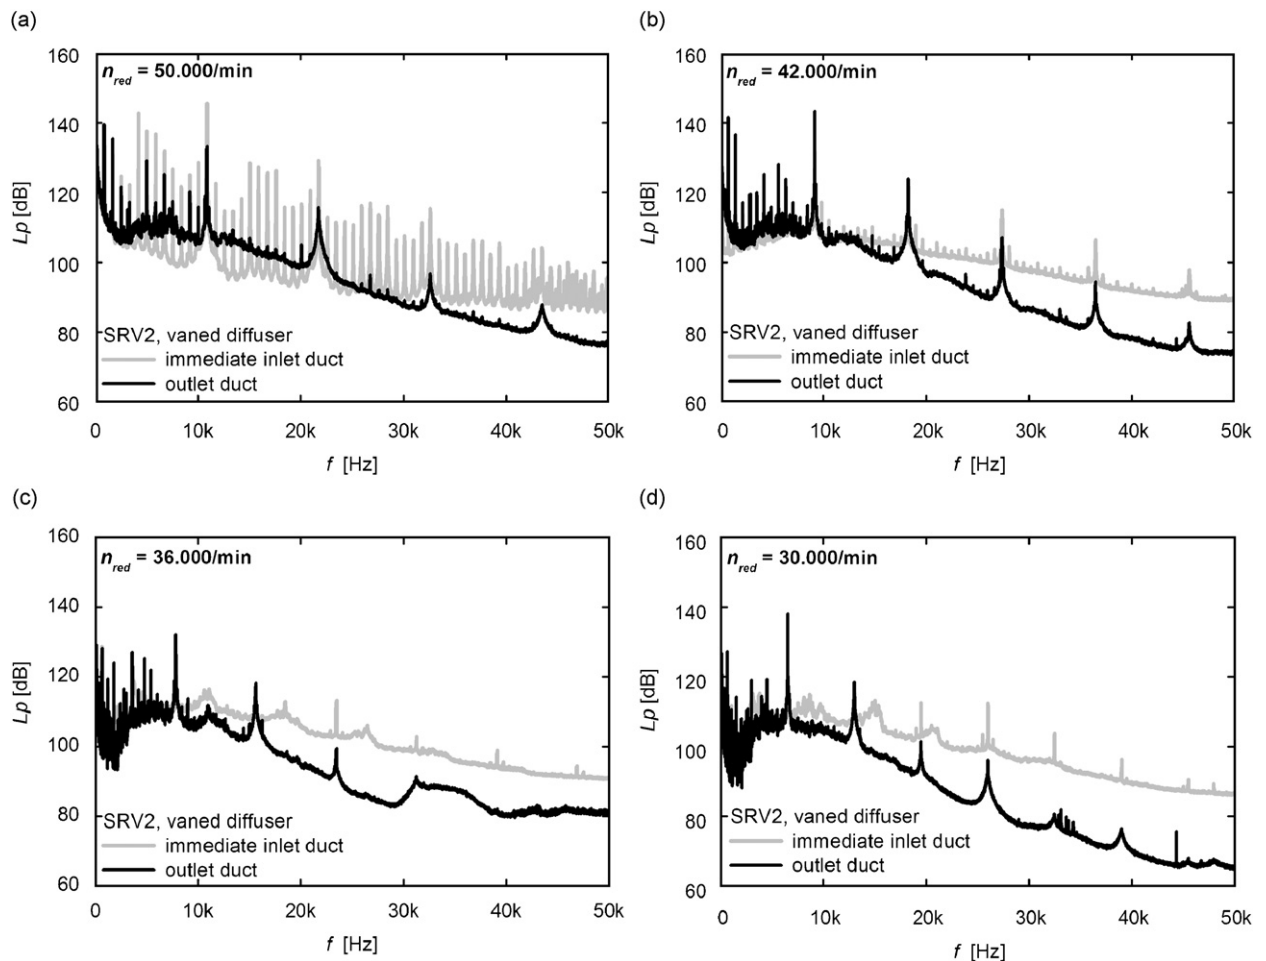 (a)
160
140
120
100
80
60
Lp [dB]
n_red = 50.000/min
SRV2, vaned diffuser
immediate inlet duct
outlet duct
0 10k 20k 30k 40k 50k
f [Hz]
(b)
160
140
120
100
80
60
Lp [dB]
n_red = 42.000/min
SRV2, vaned diffuser
immediate inlet duct
outlet duct
0 10k 20k 30k 40k 50k
f [Hz]
(c)
160
140
120
100
80
60
Lp [dB]
n_red = 36.000/min
SRV2, vaned diffuser
immediate inlet duct
outlet duct
0 10k 20k 30k 40k 50k
f [Hz]
(d)
160
140
120
100
80
60
Lp [dB]
n_red = 30.000/min
SRV2, vaned diffuser
immediate inlet duct
outlet duct
0 10k 20k 30k 40k 50k
f [Hz]